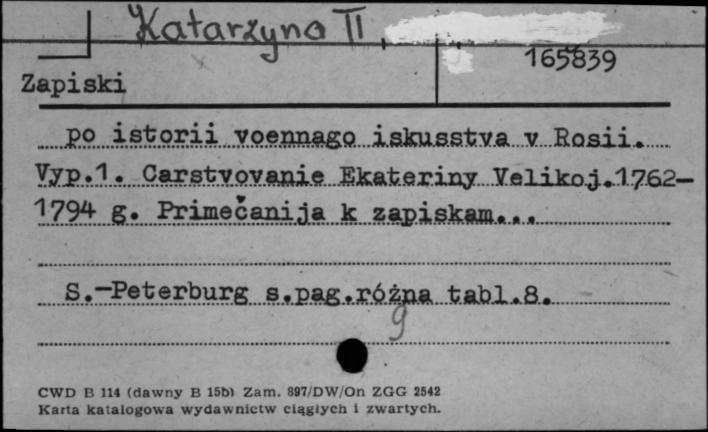 Katarzyna II,
165839
Zapiski
po istorii voennago iskusstva v Rosii.
Vyp.1. Carstvovanie Ekateriny Velikoj.1762-
1794 g. Primečanija k zapiskam...
S.-Peterburg s.pag.różna tabl.8.
9
CWD B 114 (dawny B 15b) Zam. 897/DW/On ZGG 2542
Karta katalogowa wydawnictw ciągłych i zwartych.